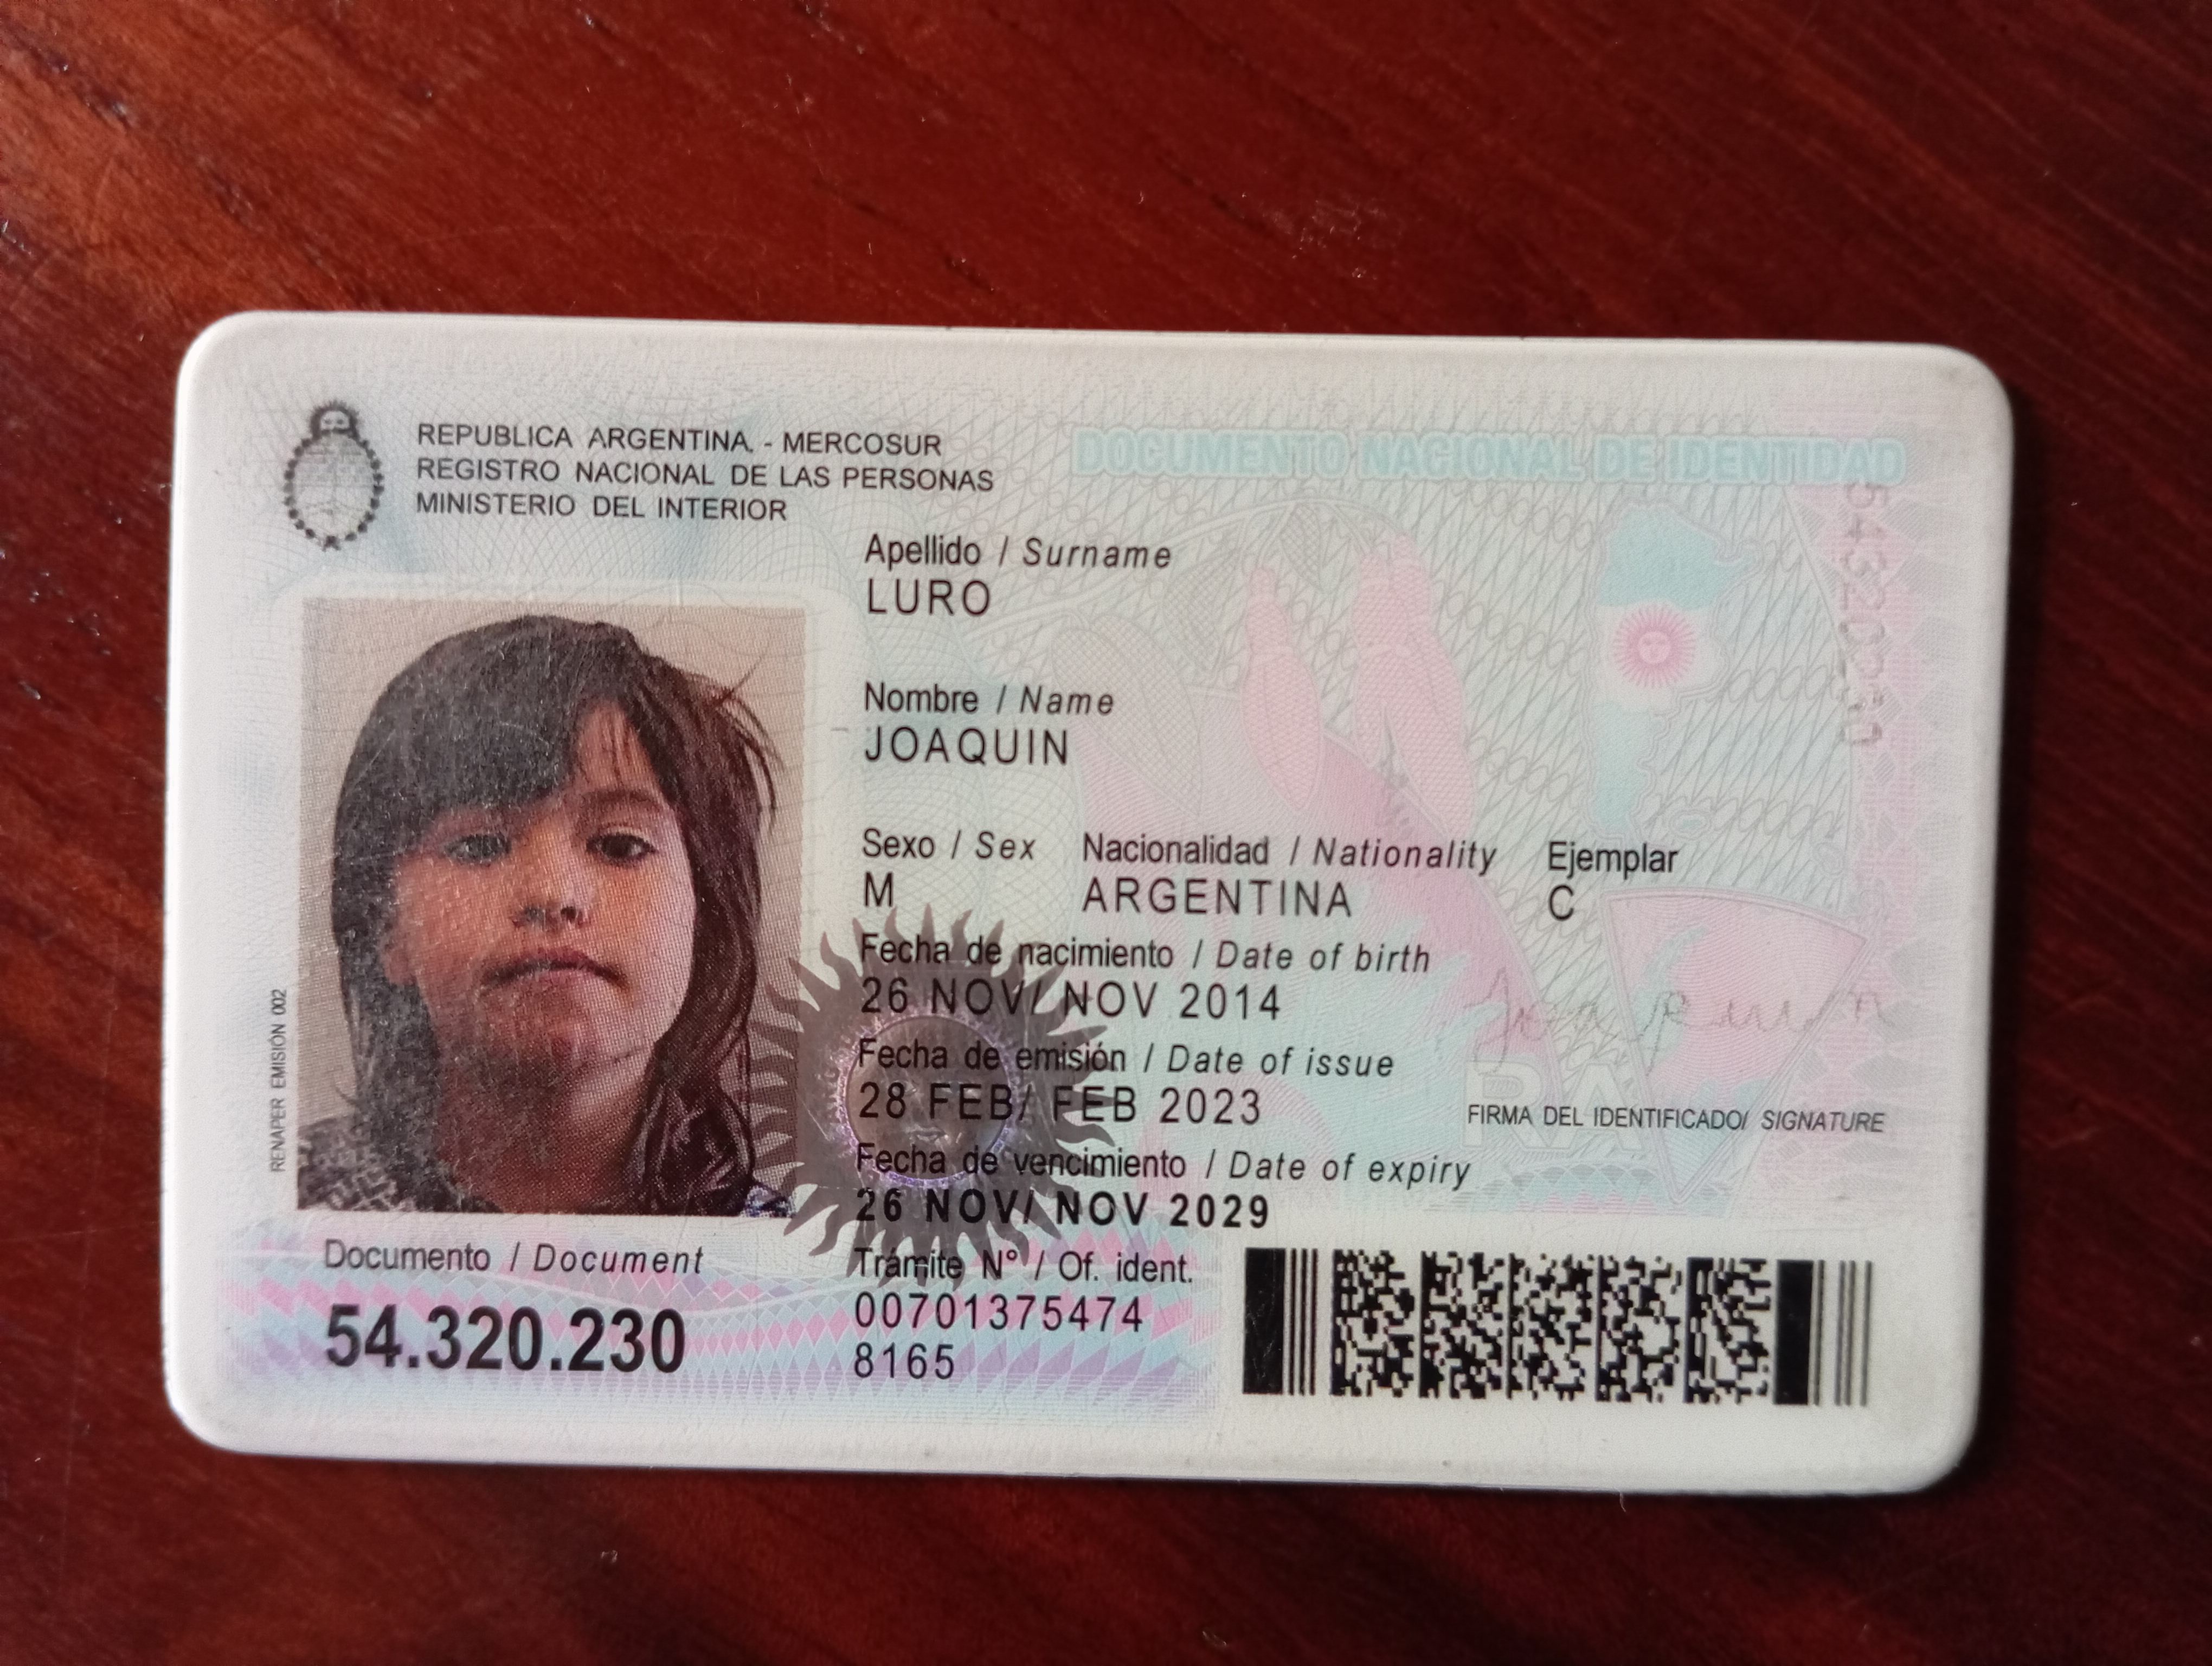 REPUBLICA ARGENTINA - MERCOSUR
REGISTRO NACIONAL DE LAS PERSONAS
MINISTERIO DEL INTERIOR
DOCUMENTO NACIONAL DE IDENTIDAD
RENAPER EMISIÓN 002
Apellido / Surname
LURO
Nombre / Name
JOAQUIN
Sexo / Sex Nacionalidad / Nationality Ejemplar
M ARGENTINA C
Fecha de nacimiento / Date of birth
26 NOV/ NOV 2014
Fecha de emisión / Date of issue
28 FEB/ FEB 2023
Fecha de vencimiento / Date of expiry
26 NOV/ NOV 2029
FIRMA DEL IDENTIFICADO/ SIGNATURE
Documento / Document
54.320.230
Trámite N° / Of. ident.
00701375474
8165
54320230